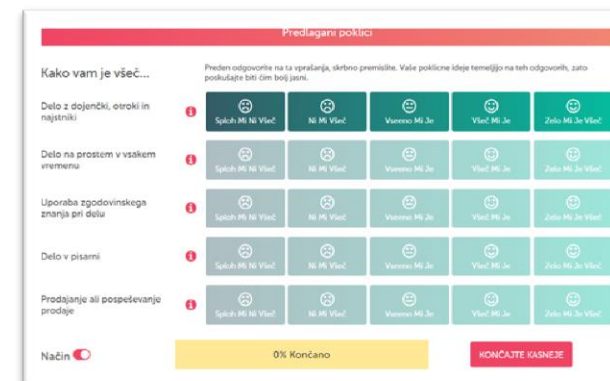 Predlagani poklici
Kako vam je všeč...
Preden odgovorite na ta vprašanja, skrbno premislite. Vaše poklicne ideje temeljijo na teh odgovorih, zato
poskušajte biti čim bolj jasni.
Delo z dojenčki, otroki in
najstniki
Sploh Mi Ni Všeč
Ni Mi Všeč
Vseeno Mi Je
Všeč Mi Je
Zelo Mi Je Všeč
Delo na prostem v vsakem
vremenu
Sploh Mi Ni Všeč
Ni Mi Všeč
Vseeno Mi Je
Všeč Mi Je
Zelo Mi Je Všeč
Uporaba zgodovinskega
znanja pri delu
Sploh Mi Ni Všeč
Ni Mi Všeč
Vseeno Mi Je
Všeč Mi Je
Zelo Mi Je Všeč
Delo v pisarni
Sploh Mi Ni Všeč
Ni Mi Všeč
Vseeno Mi Je
Všeč Mi Je
Zelo Mi Je Všeč
Prodajanje ali pospeševanje
prodaje
Sploh Mi Ni Všeč
Ni Mi Všeč
Vseeno Mi Je
Všeč Mi Je
Zelo Mi Je Všeč
Način
0% Končano
KONČAJTE KASNEJE